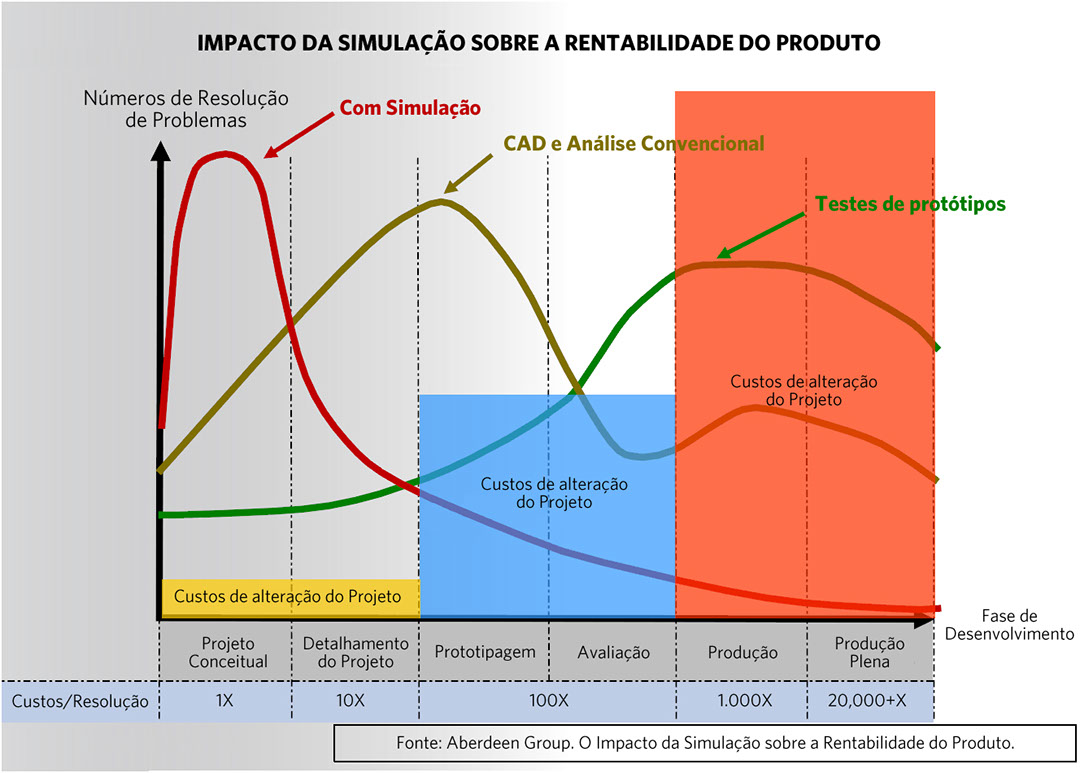 IMPACTO DA SIMULAÇÃO SOBRE A RENTABILIDADE DO PRODUTO
Números de Resolução
de Problemas
Com Simulação
CAD e Análise Convencional
Testes de protótipos
Custos de alteração
do Projeto
Custos de alteração
do Projeto
Custos de alteração do Projeto
Fase de
Desenvolvimento
Projeto
Conceitual
Detalhamento
do Projeto
Prototipagem
Avaliação
Produção
Produção
Plena
Custos/Resolução
1X
10X
100X
1.000X
20,000+X
Fonte: Aberdeen Group. O Impacto da Simulação sobre a Rentabilidade do Produto.